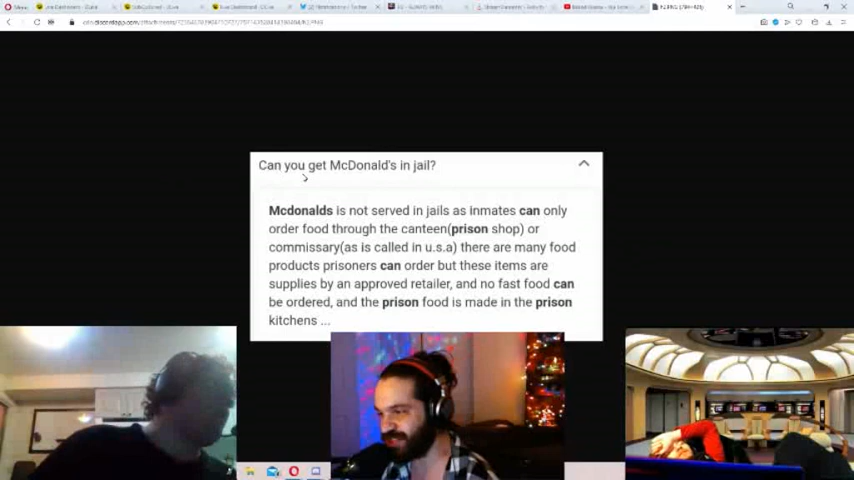 Can you get McDonald's in jail?
Mcdonalds is not served in jails as inmates can only
order food through the canteen(prison shop) or
commissary(as is called in u.s.a) there are many food
products prisoners can order but these items are
supplies by an approved retailer, and no fast food can
be ordered, and the prison food is made in the prison
kitchens ...